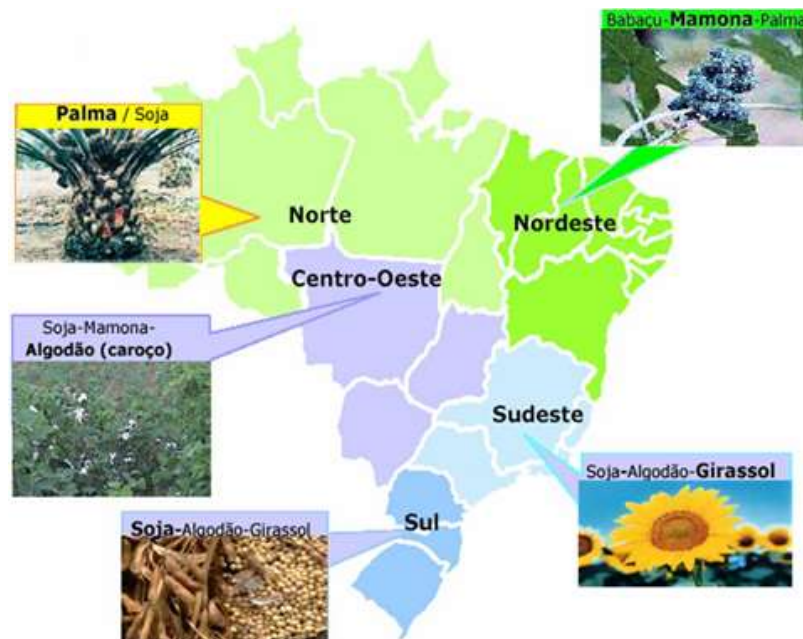 Babaçu-Mamona-Palma
Palma / Soja
Norte
Nordeste
Centro-Oeste
Soja-Mamona-
Algodão (caroço)
Sudeste
Soja-Algodão-Girassol
Soja-Algodão-Girassol
Sul